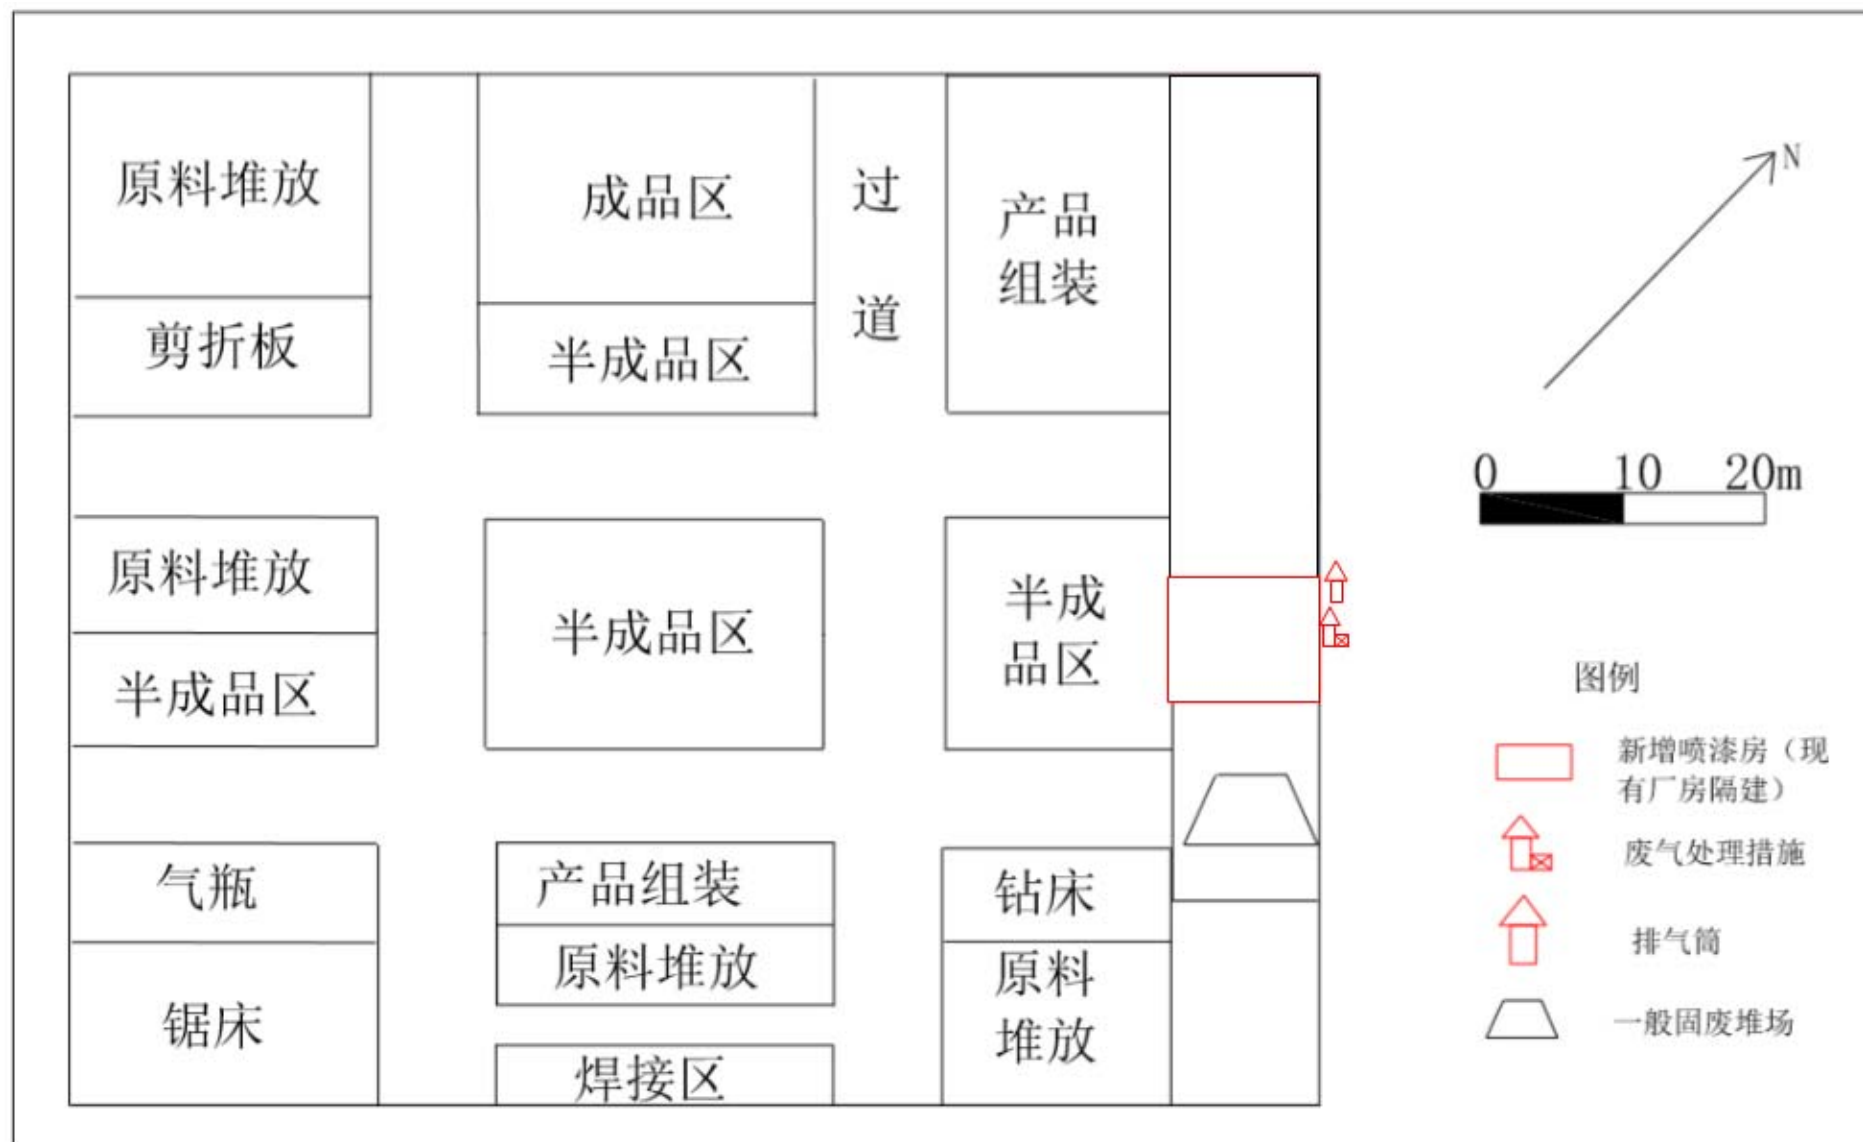 原料堆放
剪折板
成品区
半成品区
过
道
产品
组装
N
0 10 20m
原料堆放
半成品区
半成品区
半成
品区
图例
新增喷漆房（现
有厂房隔建）
废气处理措施
排气筒
一般固废堆场
气瓶
锯床
产品组装
原料堆放
焊接区
钻床
原料
堆放